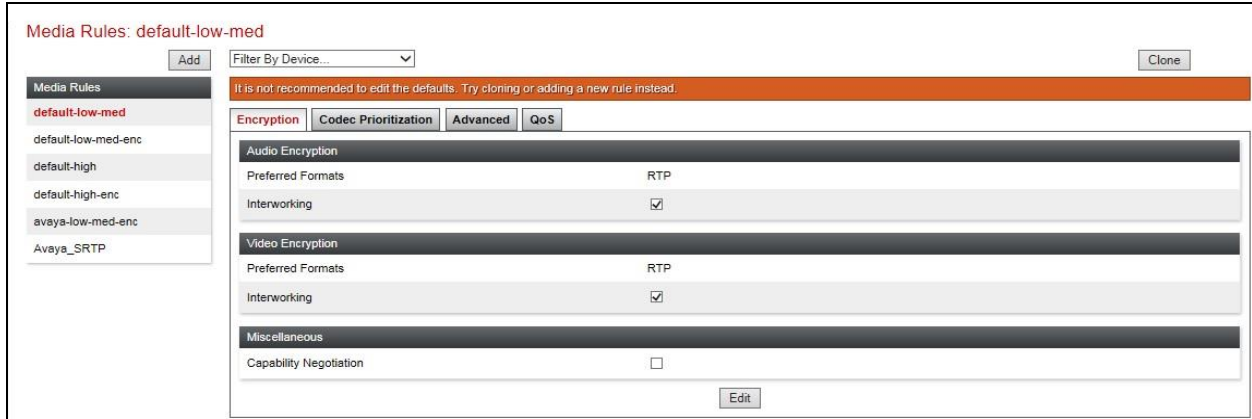 Media Rules: default-low-med
Add
Filter By Device...
Clone
Media Rules
default-low-med
default-low-med-enc
default-high
default-high-enc
avaya-low-med-enc
Avaya_SRTP
It is not recommended to edit the defaults. Try cloning or adding a new rule instead.
Encryption Codec Prioritization Advanced QoS
Audio Encryption
Preferred Formats RTP
Interworking
Video Encryption
Preferred Formats RTP
Interworking
Miscellaneous
Capability Negotiation
Edit